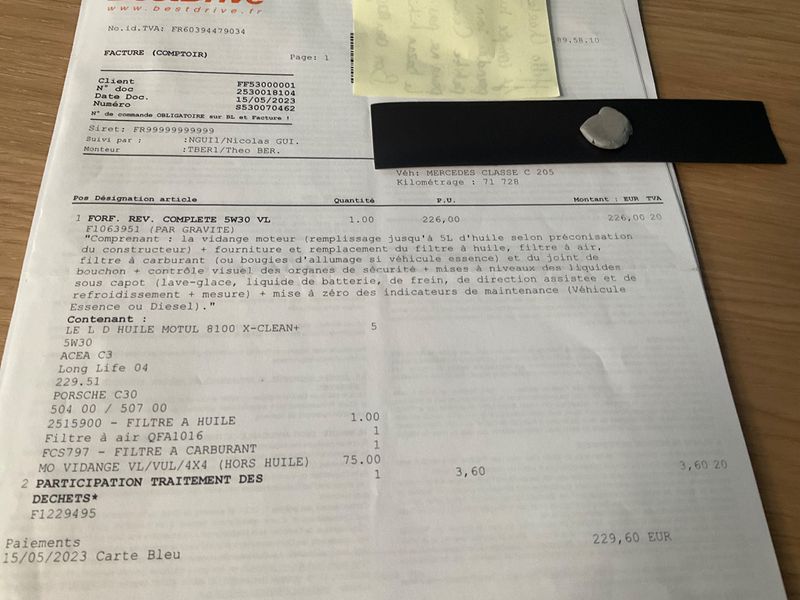 BestDrive
www.bestdrive.fr
No.id.TVA: FR60394479034
89.58.10
FACTURE (COMPTOIR)
Page: 1
Client FF53000001
N° doc 2530018104
Date Doc. 15/05/2023
Numéro S530070462
N° de commande OBLIGATOIRE sur BL et Facture !
Siret: FR99999999999
Suivi par : :NGUI1/Nicolas GUI.
Monteur :TBER1/Theo BER.
Véh: MERCEDES CLASSE C 205
Kilométrage : 71 728
Pos Désignation article Quantité P.U. Montant : EUR TVA
1 FORF. REV. COMPLETE 5W30 VL 1.00 226,00 226,00 20
F1063951 (PAR GRAVITE)
"Comprenant : la vidange moteur (remplissage jusqu'à 5L d'huile selon préconisation
du constructeur) + fourniture et remplacement du filtre à huile, filtre à air,
filtre à carburant (ou bougies d'allumage si véhicule essence) et du joint de
bouchon + contrôle visuel des organes de sécurité + mises à niveaux des liquides
sous capot (lave-glace, liquide de batterie, de frein, de direction assistée et de
refroidissement + mesure) + mise à zéro des indicateurs de maintenance (Véhicule
Essence ou Diesel)."
Contenant :
LE L D HUILE MOTUL 8100 X-CLEAN+ 5
5W30
ACEA C3
Long Life 04
229.51
PORSCHE C30
504 00 / 507 00
2515900 - FILTRE A HUILE 1.00
Filtre à air QFA1016 1
FCS797 - FILTRE A CARBURANT 1
MO VIDANGE VL/VUL/4X4 (HORS HUILE) 75.00
2 PARTICIPATION TRAITEMENT DES 1 3,60 3,60 20
DECHETS*
F1229495
Paiements
229,60 EUR
15/05/2023 Carte Bleu